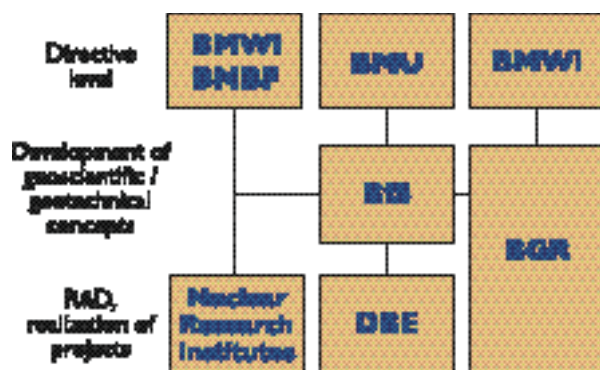 Directive
level
BMWI
BMBF
BMU
BMWI
Development of
geoscientific /
geotechnical
concepts
BfS
BGR
R&D,
realization of
projects
Nuclear
Research
Institutes
DBE